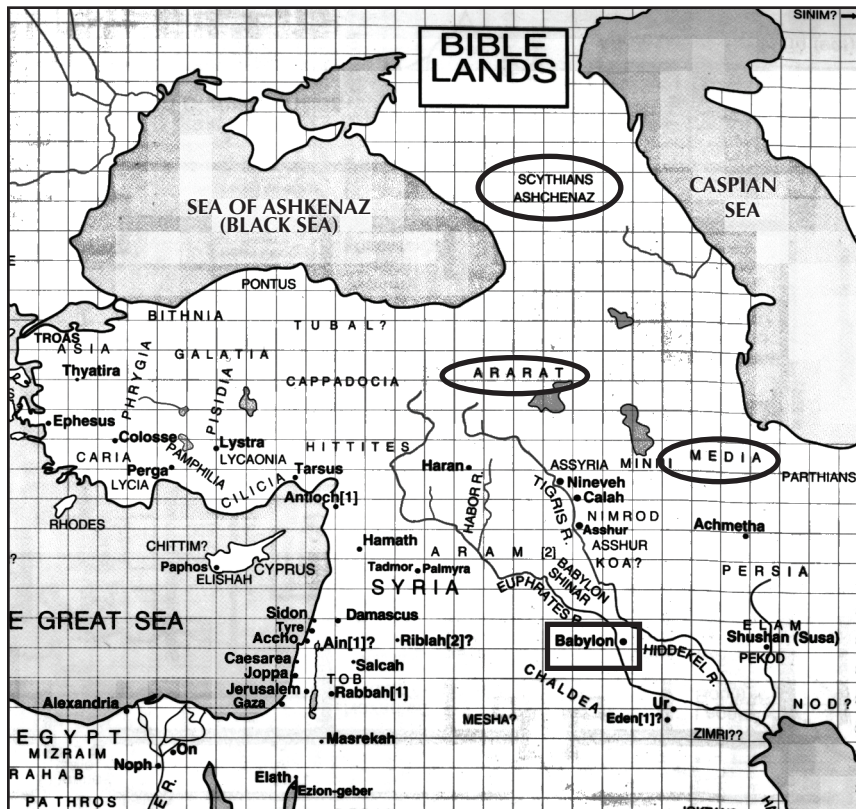 SINIM?
BIBLE
LANDS
SCYTHIANS
ASHCHENAZ
CASPIAN
SEA
SEA OF ASHKENAZ
(BLACK SEA)
PONTUS
BITHNIA
TUBAL?
TROAS
ASIA
GALATIA
Thyatira
PHRYGIA
PISIDIA
CAPPADOCIA
ARARAT
Ephesus
Colosse
Lystra
LYCAONIA
HITTITES
CARIA
Perga
PAMPHILIA
LYCIA
CILICIA
Tarsus
Antioch[1]
Haran
HABOR R.
ASSYRIA
MINNI
MEDIA
PARTHIANS
Nineveh
Calah
TIGRIS R.
NIMROD
Asshur
ASSHUR
KOA?
Achmetha
RHODES
CHITTIM?
Paphos
CYPRUS
ELISHAH
Hamath
ARAM [2]
Tadmor
Palmyra
SYRIA
BABYLON
SHINAR
EUPHRATES R.
PERSIA
E GREAT SEA
Sidon
Tyre
Accho
Damascus
Ain[1]?
Riblah[2]?
Babylon
HIDDEKEL R.
ELAM
Shushan (Susa)
PEKOD
Caesarea
Joppa
Salcah
TOB
Jerusalem
Rabbah[1]
Gaza
CHALDEA
Alexandria
MESHA?
Ur
Eden[1]?
NOD?
ZIMRI??
EGYPT
MIZRAIM
On
Noph
RAHAB
PATHROS
Masrekah
Elath
Ezion-geber